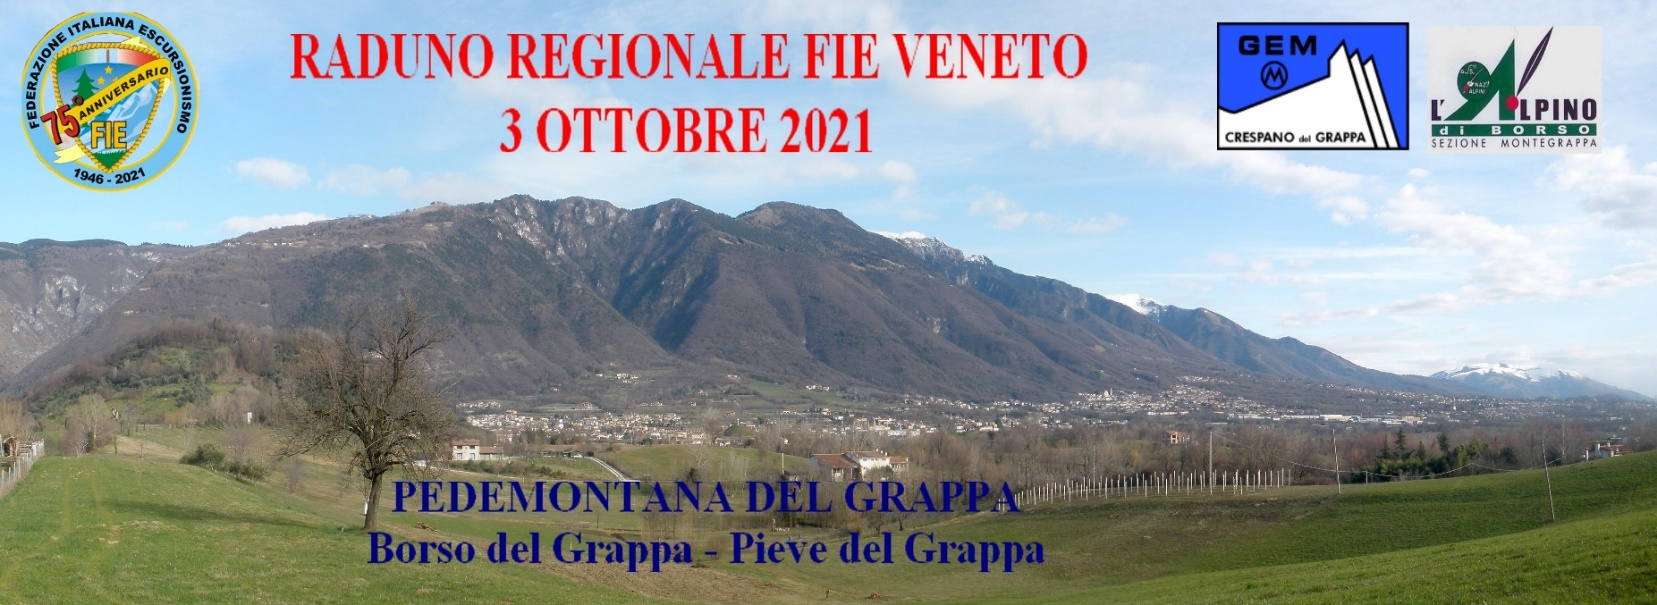 FEDERAZIONE ITALIANA ESCURSIONISMO
75° ANNIVERSARIO
FIE
1946 - 2021
RADUNO REGIONALE FIE VENETO
3 OTTOBRE 2021
GEM
M
CRESPANO del GRAPPA
L'ALPINO
di BORSO
SEZIONE MONTEGRAPPA
PEDEMONTANA DEL GRAPPA
Borso del Grappa - Pieve del Grappa